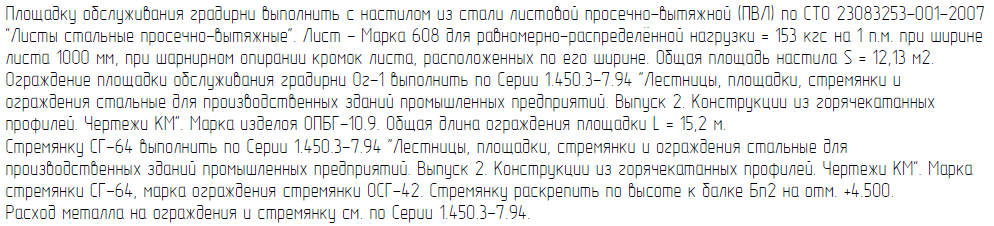 Площадку обслуживания градирни выполнить с настилом из стали листовой просечно-вытяжной (ПВЛ) по СТО 23083253-001-2007
"Листы стальные просечно-вытяжные". Лист - Марка 608 для равномерно-распределённой нагрузки = 153 кгс на 1 п.м. при ширине
листа 1000 мм, при шарнирном опирании кромок листа, расположенных по его ширине. Общая площадь настила S = 12,13 м2.
Ограждение площадки обслуживания градирни Ог-1 выполнить по Серии 1.450.3-7.94 "Лестницы, площадки, стремянки и
ограждения стальные для производственных зданий промышленных предприятий. Выпуск 2. Конструкции из горячекатанных
профилей. Чертежи КМ". Марка изделоя ОПБГ-10.9. Общая длина ограждения площадки L = 15,2 м.
Стремянку СГ-64 выполнить по Серии 1.450.3-7.94 "Лестницы, площадки, стремянки и ограждения стальные для
производственных зданий промышленных предприятий. Выпуск 2. Конструкции из горячекатанных профилей. Чертежи КМ". Марка
стремянки СГ-64, марка ограждения стремянки ОСГ-42. Стремянку раскрепить по высоте к балке Бп2 на отм. +4.500.
Расход металла на ограждения и стремянку см. по Серии 1.450.3-7.94.